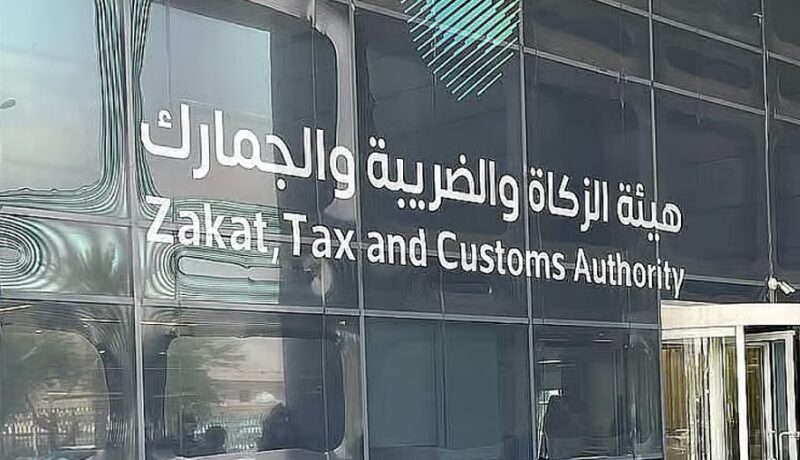 هيئة الزكاة والضريبة والجمارك
Zakat, Tax and Customs Authority